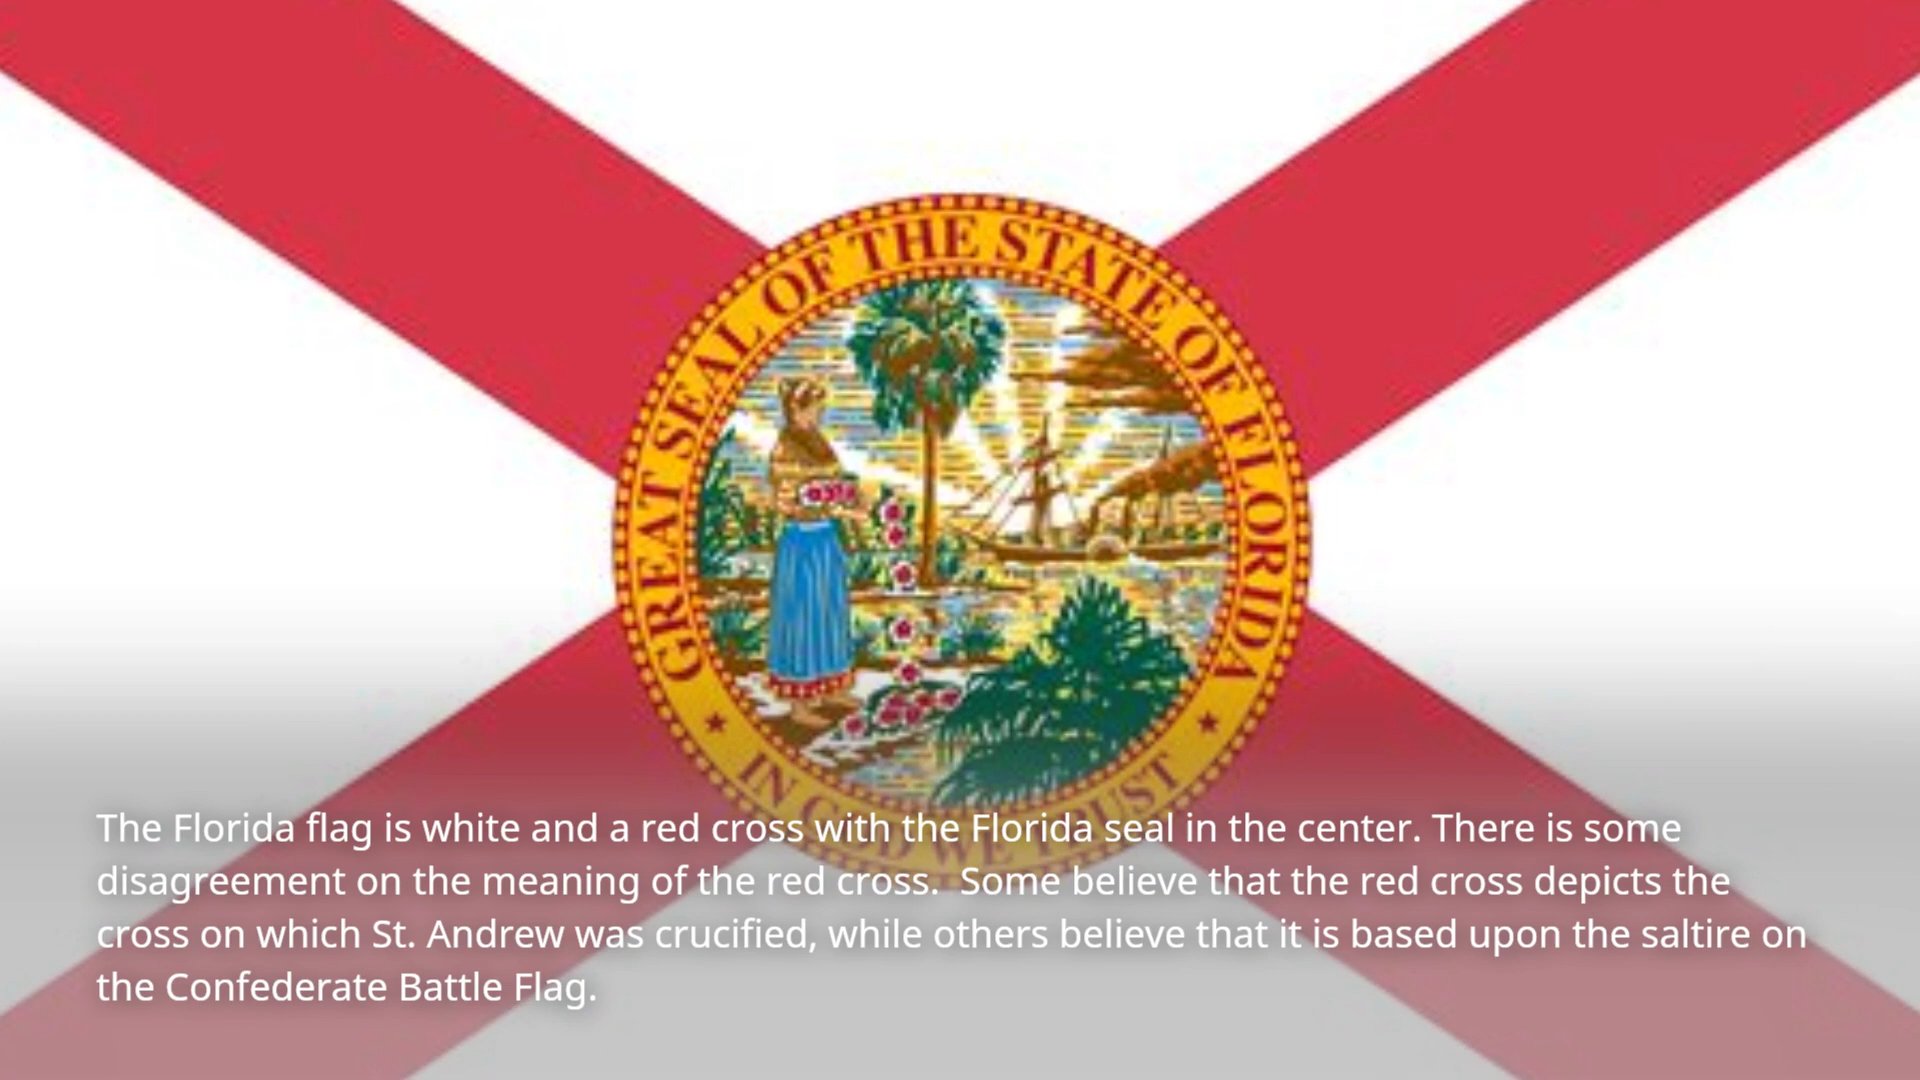 GREAT SEAL OF THE STATE OF FLORIDA
IN GOD WE TRUST
The Florida flag is white and a red cross with the Florida seal in the center. There is some
disagreement on the meaning of the red cross.  Some believe that the red cross depicts the
cross on which St. Andrew was crucified, while others believe that it is based upon the saltire on
the Confederate Battle Flag.